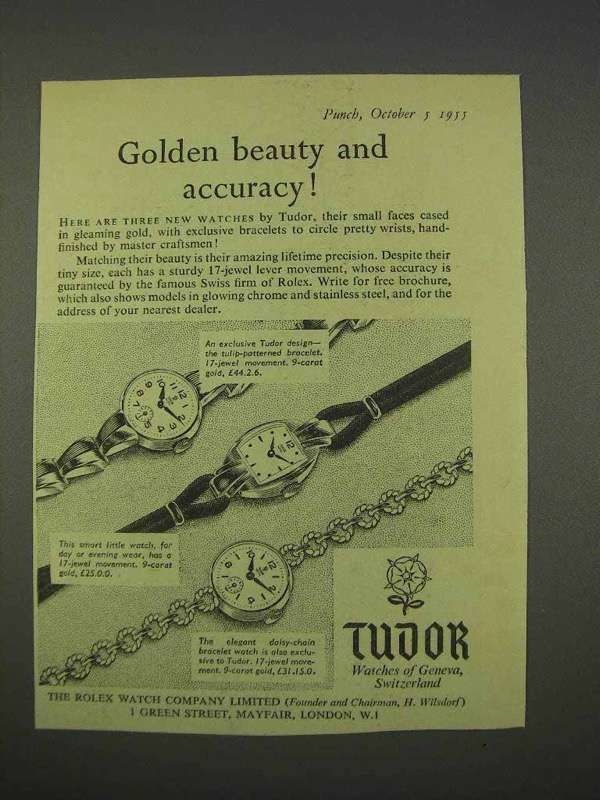 Punch, October 5 1955
Golden beauty and
accuracy!
HERE ARE THREE NEW WATCHES by Tudor, their small faces cased
in gleaming gold, with exclusive bracelets to circle pretty wrists, hand-
finished by master craftsmen!
Matching their beauty is their amazing lifetime precision. Despite their
tiny size, each has a sturdy 17-jewel lever movement, whose accuracy is
guaranteed by the famous Swiss firm of Rolex. Write for free brochure,
which also shows models in glowing chrome and stainless steel, and for the
address of your nearest dealer.
An exclusive Tudor design—
the tulip-patterned bracelet.
17-jewel movement. 9-carat
gold, £44.2.6.
This smart little watch, for
day or evening wear, has a
17-jewel movement. 9-carat
gold, £25.0.0.
The elegant daisy-chain
bracelet watch is also exclu-
sive to Tudor. 17-jewel move-
ment. 9-carat gold, £31.15.0.
TUDOR
Watches of Geneva,
Switzerland
THE ROLEX WATCH COMPANY LIMITED (Founder and Chairman, H. Wilsdorf)
1 GREEN STREET, MAYFAIR, LONDON, W.1